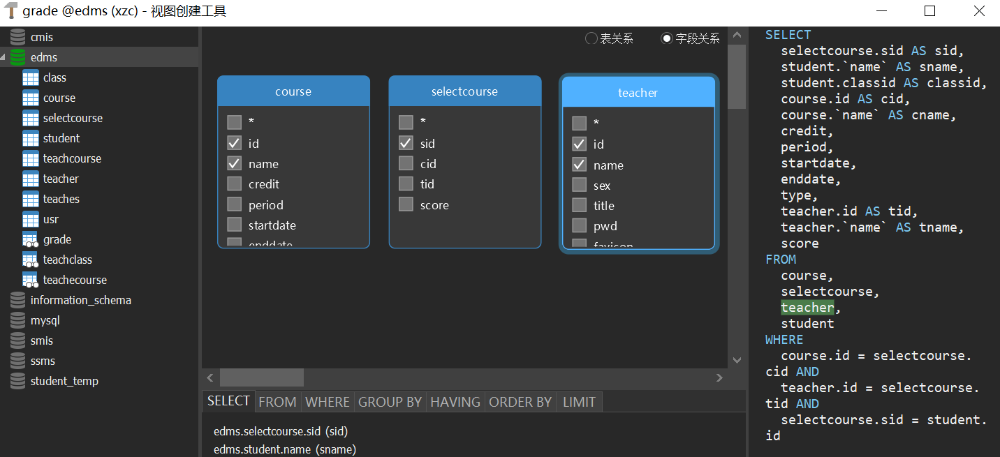 grade @edms (xzc) - 视图创建工具
cmis
edms
class
course
selectcourse
student
teachcourse
teacher
teaches
usr
grade
teachclass
teachecourse
information_schema
mysql
smis
ssms
student_temp
表关系
字段关系
course
*
id
name
credit
period
startdate
enddate
selectcourse
*
sid
cid
tid
score
teacher
*
id
name
sex
title
pwd
favicon
SELECT FROM WHERE GROUP BY HAVING ORDER BY LIMIT
edms.selectcourse.sid (sid)
edms.student.name (sname)
SELECT
selectcourse.sid AS sid,
student.`name` AS sname,
student.classid AS classid,
course.id AS cid,
course.`name` AS cname,
credit,
period,
startdate,
enddate,
type,
teacher.id AS tid,
teacher.`name` AS tname,
score
FROM
course,
selectcourse,
teacher,
student
WHERE
course.id = selectcourse.
cid AND
teacher.id = selectcourse.
tid AND
selectcourse.sid = student.
id